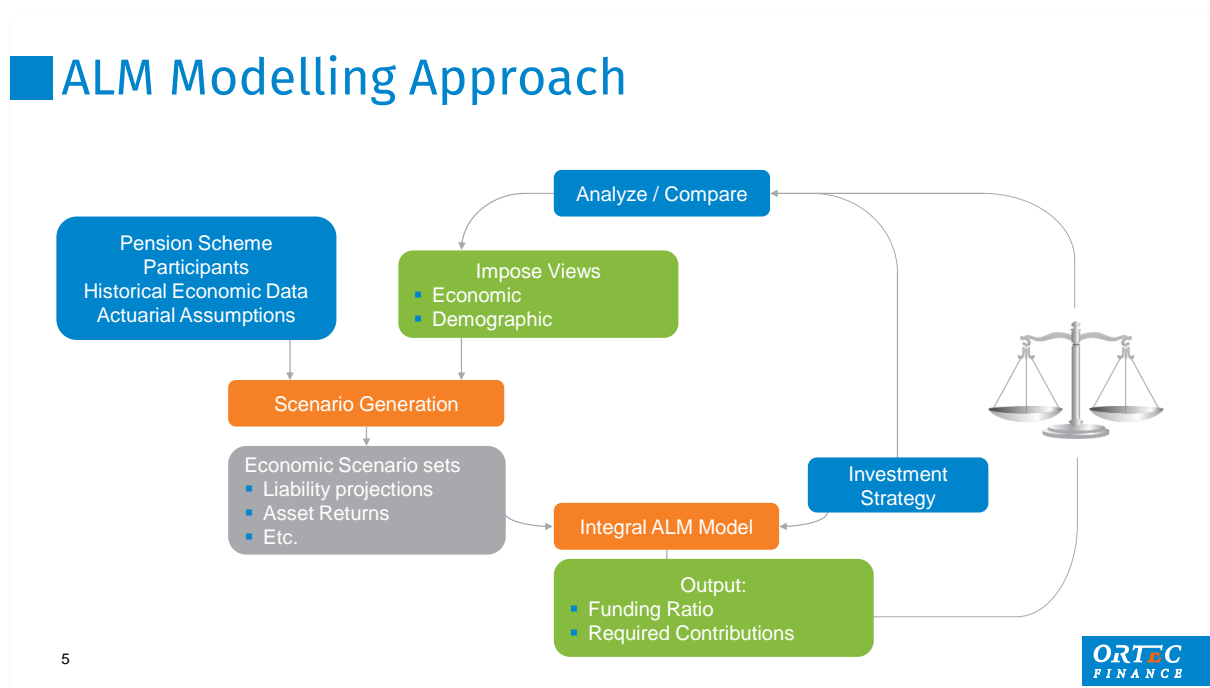 ALM Modelling Approach
Analyze / Compare
Pension Scheme
Participants
Historical Economic Data
Actuarial Assumptions
Impose Views
▪ Economic
▪ Demographic
Scenario Generation
Economic Scenario sets
▪ Liability projections
▪ Asset Returns
▪ Etc.
Investment
Strategy
Integral ALM Model
Output:
▪ Funding Ratio
▪ Required Contributions
5
ORTEC
FINANCE